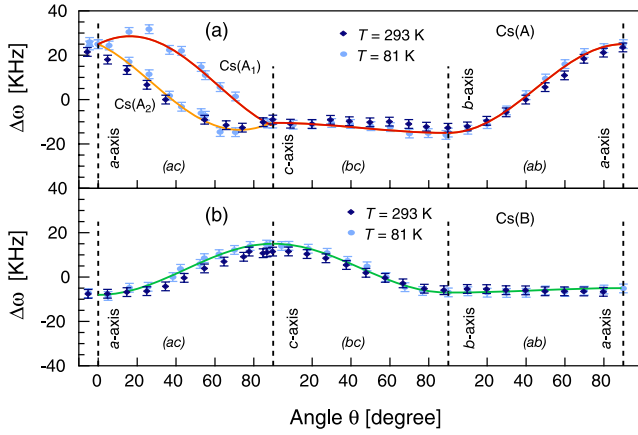 40
(a)
T = 293 K
Cs(A)
T = 81 K
20
Cs(A1)
b-axis
0
Cs(A2)
Δω [KHz]
-20
a-axis
(ac)
c-axis
(bc)
(ab)
a-axis
40
(b)
T = 293 K
Cs(B)
T = 81 K
20
0
Δω [KHz]
-20
a-axis
(ac)
c-axis
(bc)
b-axis
(ab)
a-axis
-40
0 20 40 60 80 20 40 60 80 20 40 60 80
Angle θ [degree]